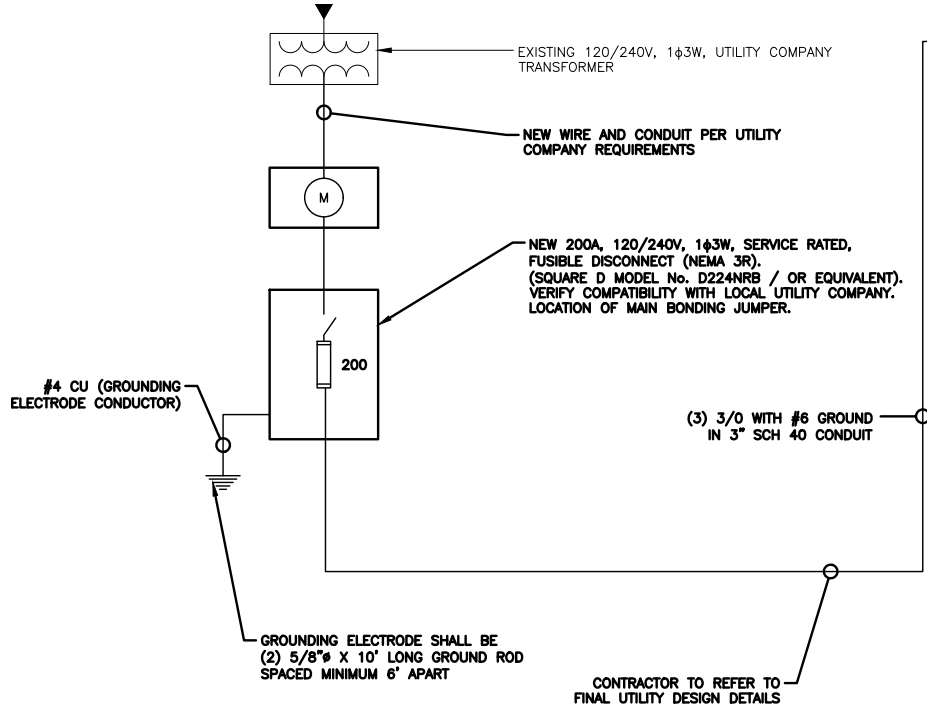 EXISTING 120/240V, 1ϕ3W, UTILITY COMPANY
TRANSFORMER
NEW WIRE AND CONDUIT PER UTILITY
COMPANY REQUIREMENTS
M
NEW 200A, 120/240V, 1ϕ3W, SERVICE RATED,
FUSIBLE DISCONNECT (NEMA 3R).
(SQUARE D MODEL No. D224NRB / OR EQUIVALENT).
VERIFY COMPATIBILITY WITH LOCAL UTILITY COMPANY.
LOCATION OF MAIN BONDING JUMPER.
200
#4 CU (GROUNDING
ELECTRODE CONDUCTOR)
(3) 3/0 WITH #6 GROUND
IN 3" SCH 40 CONDUIT
GROUNDING ELECTRODE SHALL BE
(2) 5/8"ø X 10' LONG GROUND ROD
SPACED MINIMUM 6' APART
CONTRACTOR TO REFER TO
FINAL UTILITY DESIGN DETAILS